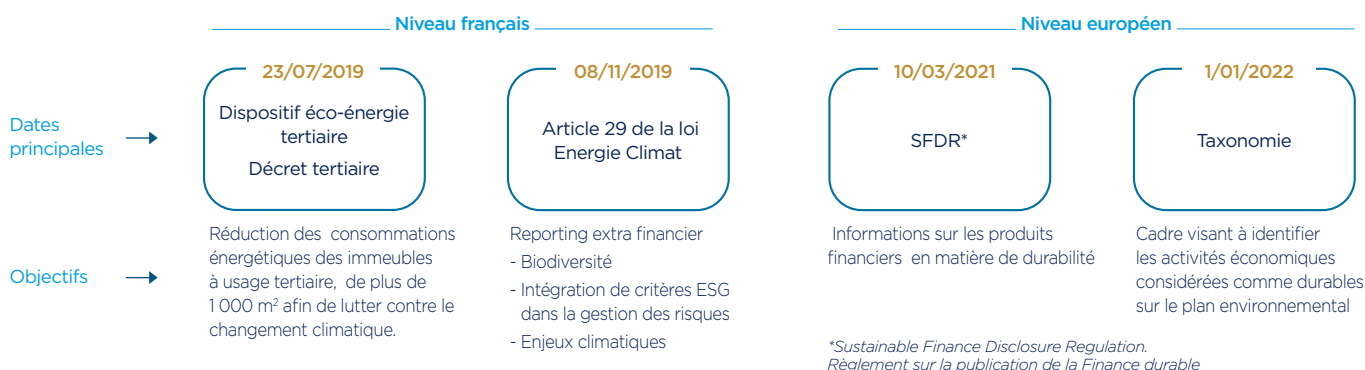 Niveau français
Niveau européen
Dates
principales
23/07/2019
Dispositif éco-énergie
tertiaire
Décret tertiaire
08/11/2019
Article 29 de la loi
Energie Climat
10/03/2021
SFDR*
1/01/2022
Taxonomie
Objectifs
Réduction des consommations
énergétiques des immeubles
à usage tertiaire, de plus de
1 000 m² afin de lutter contre le
changement climatique.
Reporting extra financier
- Biodiversité
- Intégration de critères ESG
dans la gestion des risques
- Enjeux climatiques
Informations sur les produits
financiers en matière de durabilité
Cadre visant à identifier
les activités économiques
considérées comme durables
sur le plan environnemental
*Sustainable Finance Disclosure Regulation.
Règlement sur la publication de la Finance durable